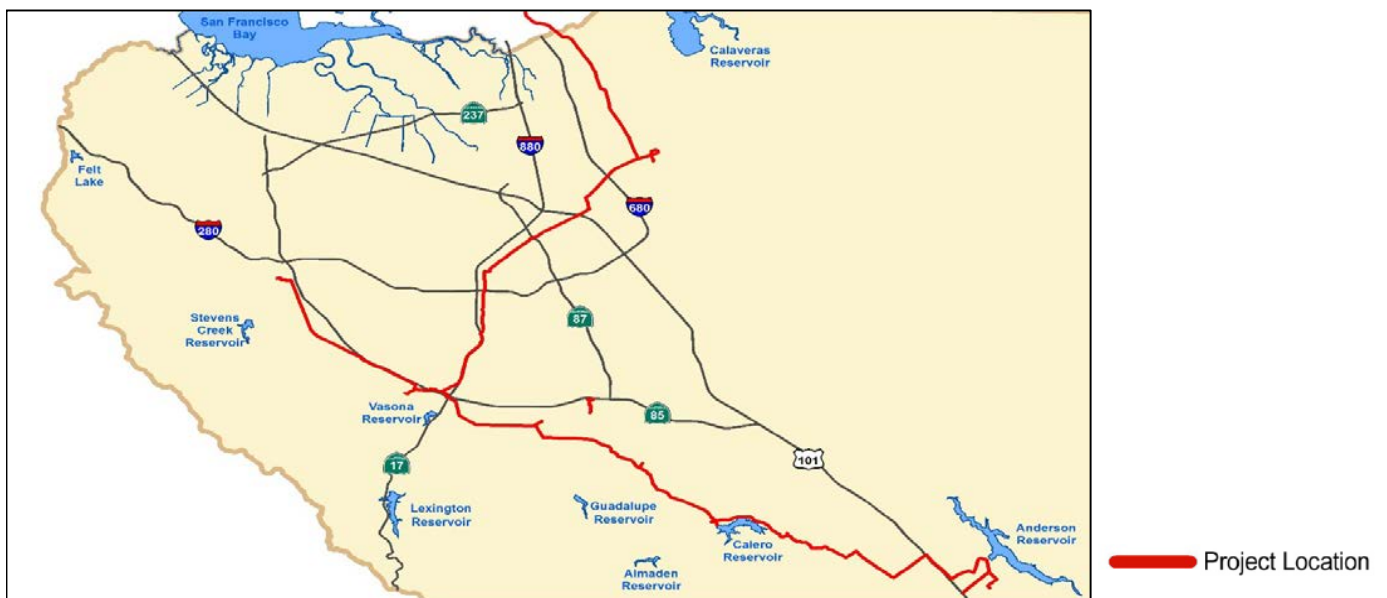 San Francisco
Bay
Calaveras
Reservoir
237
880
Felt
Lake
680
280
Stevens
Creek
Reservoir
87
Vasona
Reservoir
85
101
17
Lexington
Reservoir
Guadalupe
Reservoir
Calero
Reservoir
Anderson
Reservoir
Almaden
Reservoir
Project Location